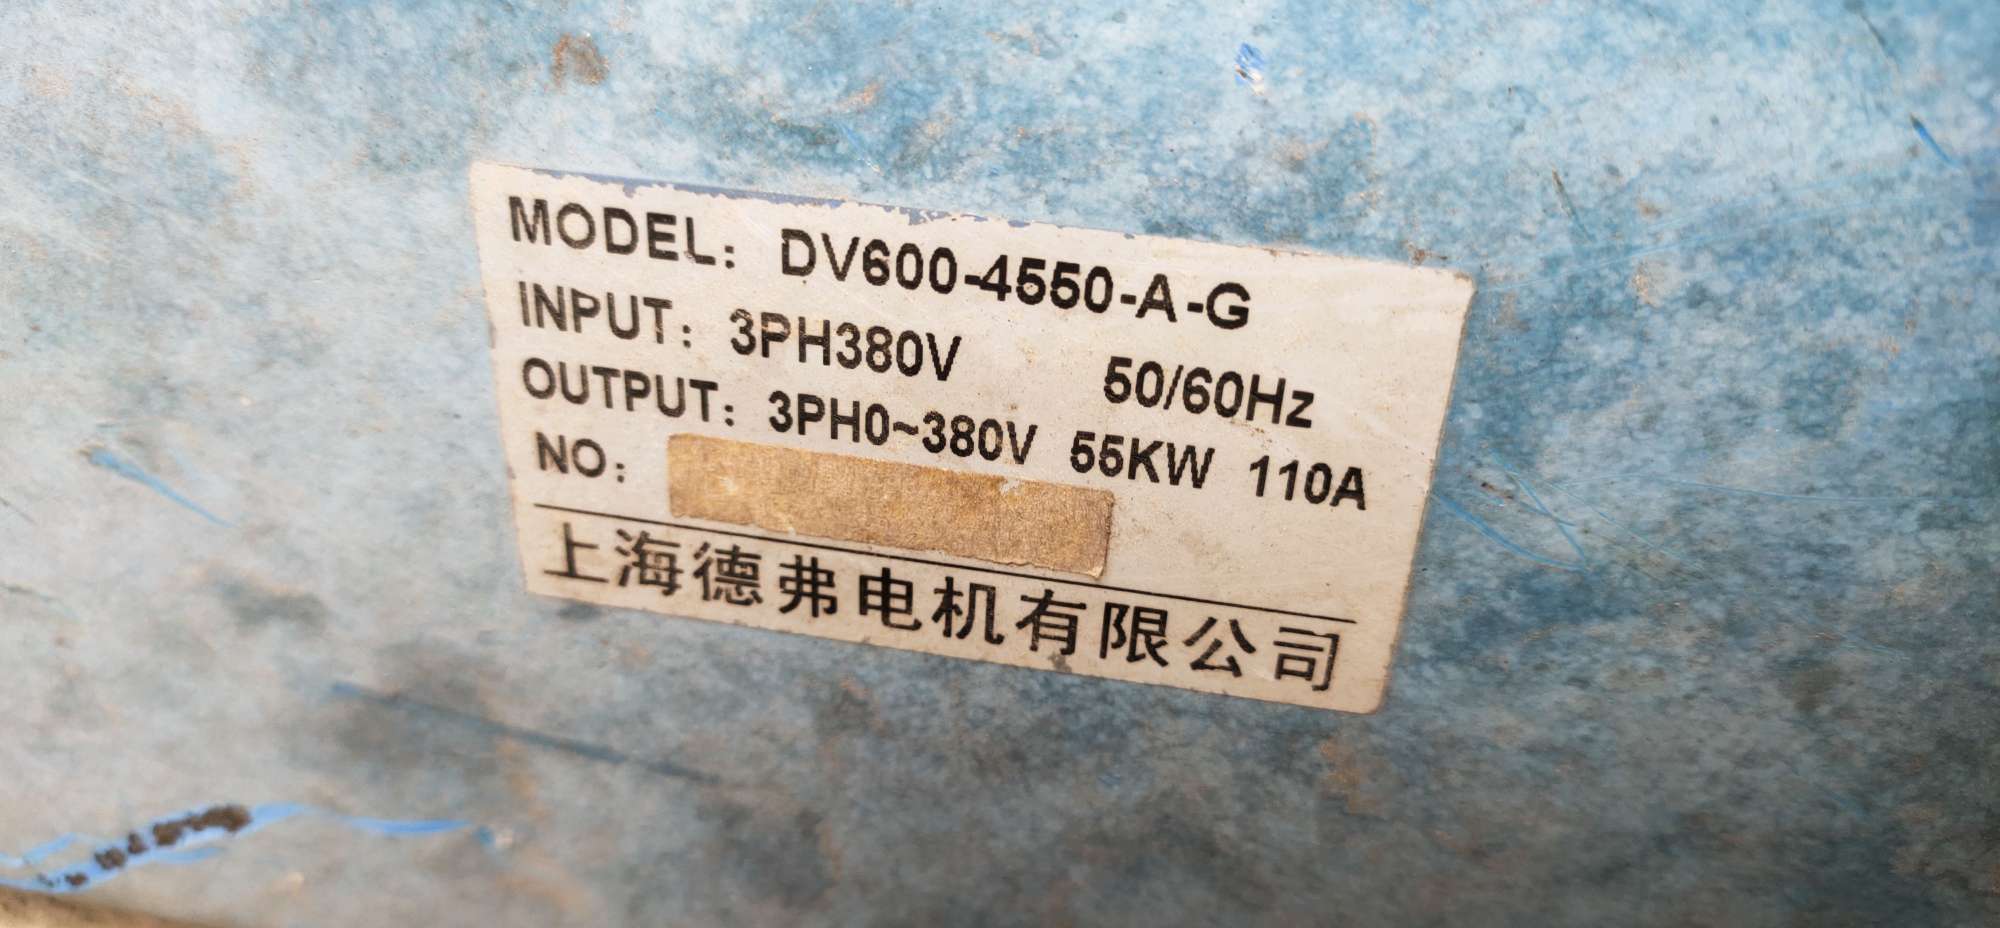 MODEL: DV600-4550-A-G
INPUT: 3PH380V 50/60Hz
OUTPUT: 3PH0~380V 55KW 110A
NO:
上海德弗电机有限公司